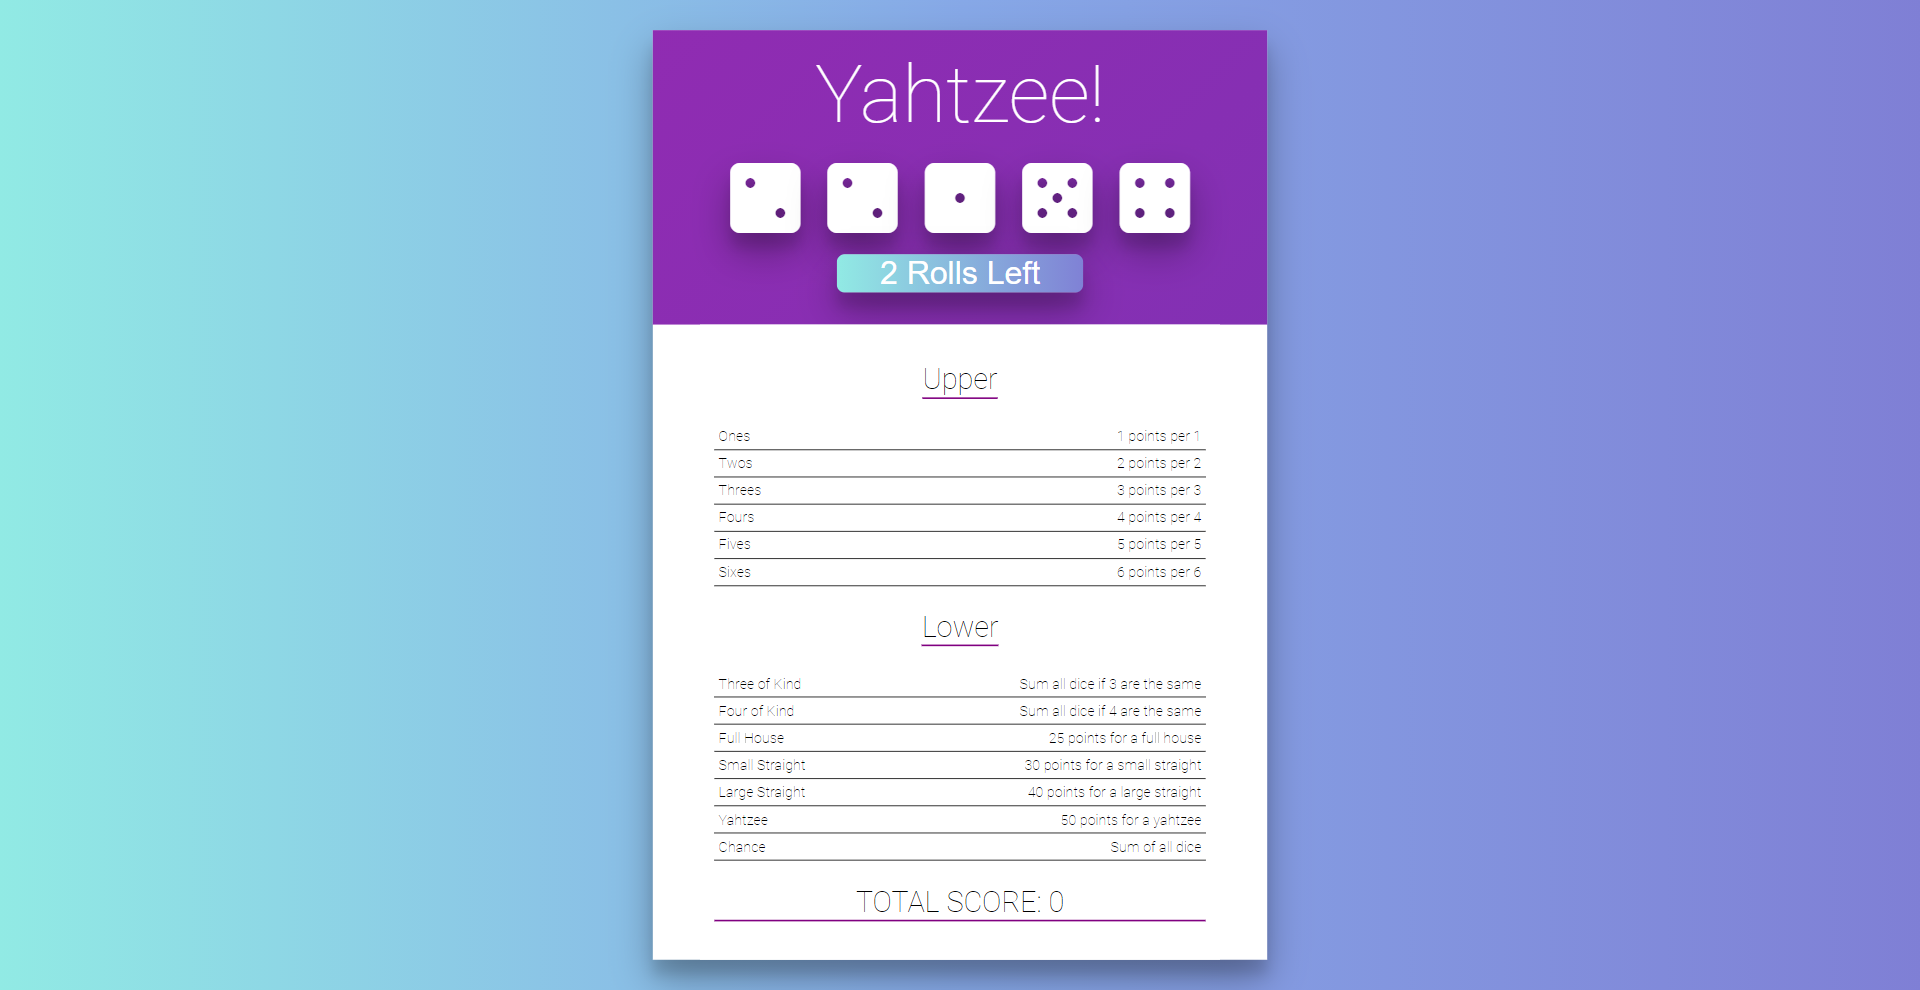 Yahtzee!
2 Rolls Left
Upper
Ones 1 points per 1
Twos 2 points per 2
Threes 3 points per 3
Fours 4 points per 4
Fives 5 points per 5
Sixes 6 points per 6
Lower
Three of Kind Sum all dice if 3 are the same
Four of Kind Sum all dice if 4 are the same
Full House 25 points for a full house
Small Straight 30 points for a small straight
Large Straight 40 points for a large straight
Yahtzee 50 points for a yahtzee
Chance Sum of all dice
TOTAL SCORE: 0